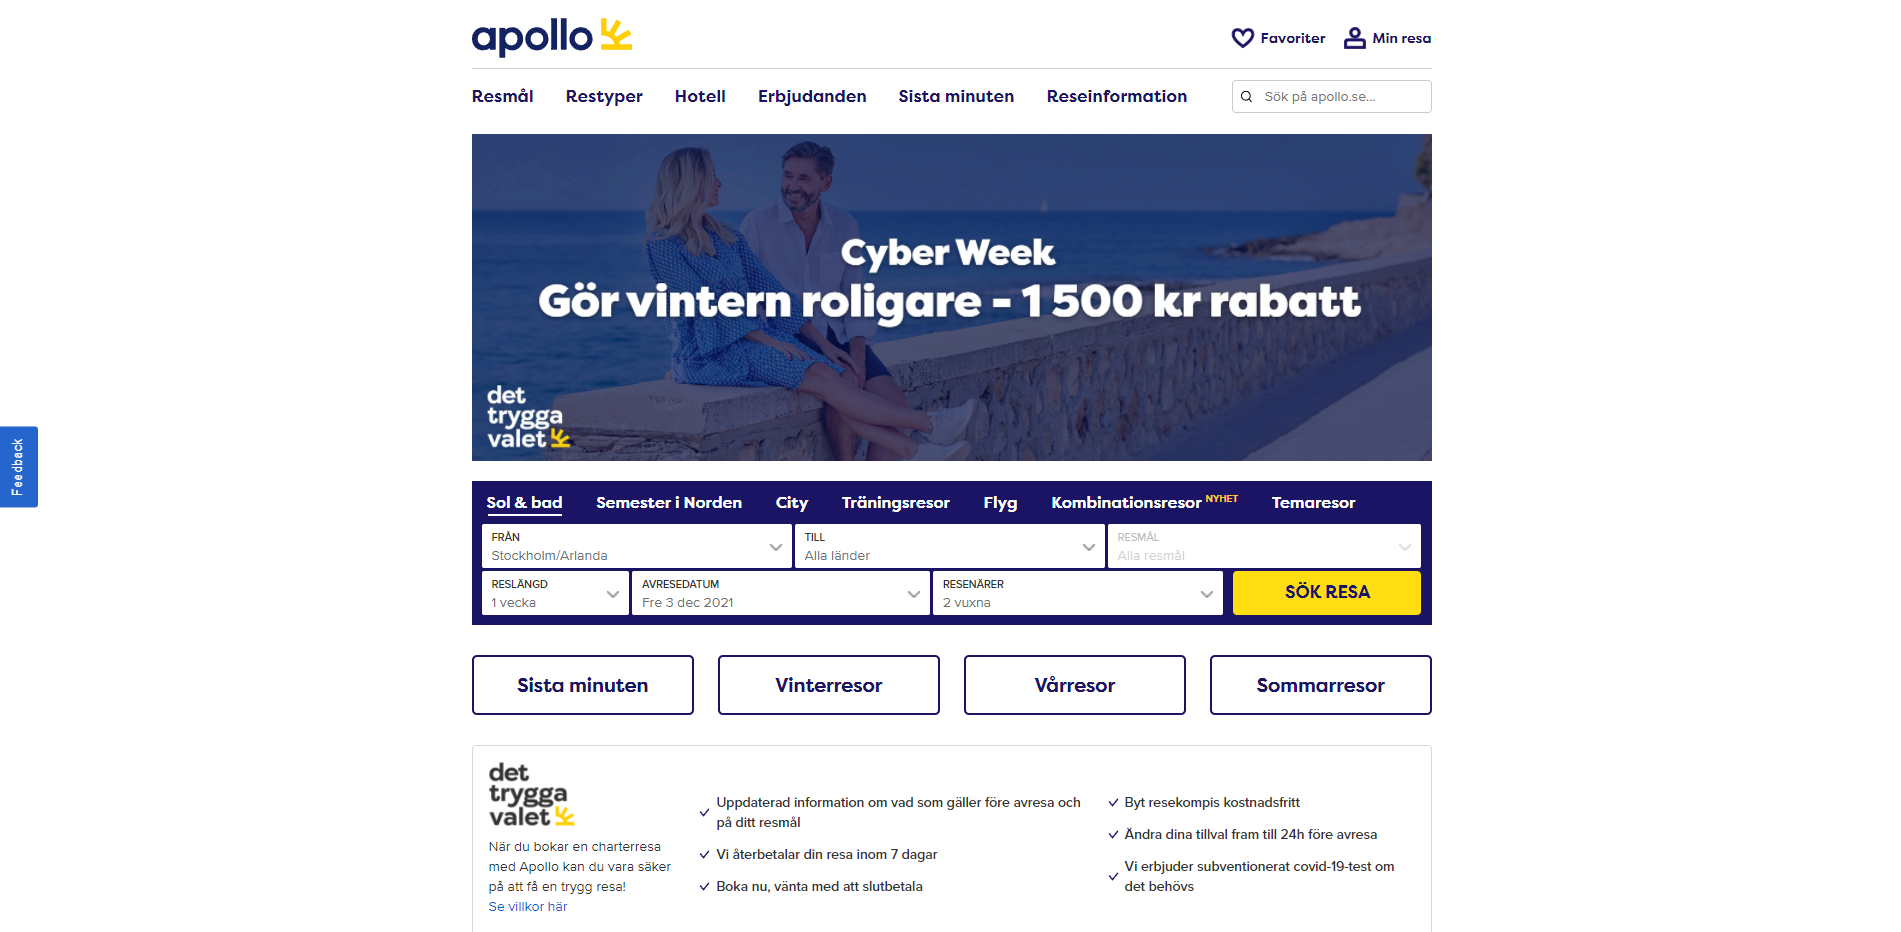 apollo
Favoriter
Min resa
Resmål
Restyper
Hotell
Erbjudanden
Sista minuten
Reseinformation
Sök på apollo.se...
Cyber Week
Gör vintern roligare - 1 500 kr rabatt
det
trygga
valet
Feedback
Sol & bad
Semester i Norden
City
Träningsresor
Flyg
Kombinationsresor NYHET
Temaresor
FRÅN
Stockholm/Arlanda
TILL
Alla länder
RESMÅL
Alla resmål
RESLÄNGD
1 vecka
AVRESEDATUM
Fre 3 dec 2021
RESENÄRER
2 vuxna
SÖK RESA
Sista minuten
Vinterresor
Vårresor
Sommarresor
det
trygga
valet
När du bokar en charterresa
med Apollo kan du vara säker
på att få en trygg resa!
Se villkor här
Uppdaterad information om vad som gäller före avresa och
på ditt resmål
Vi återbetalar din resa inom 7 dagar
Boka nu, vänta med att slutbetala
Byt resekompis kostnadsfritt
Ändra dina tillval fram till 24h före avresa
Vi erbjuder subventionerat covid-19-test om
det behövs